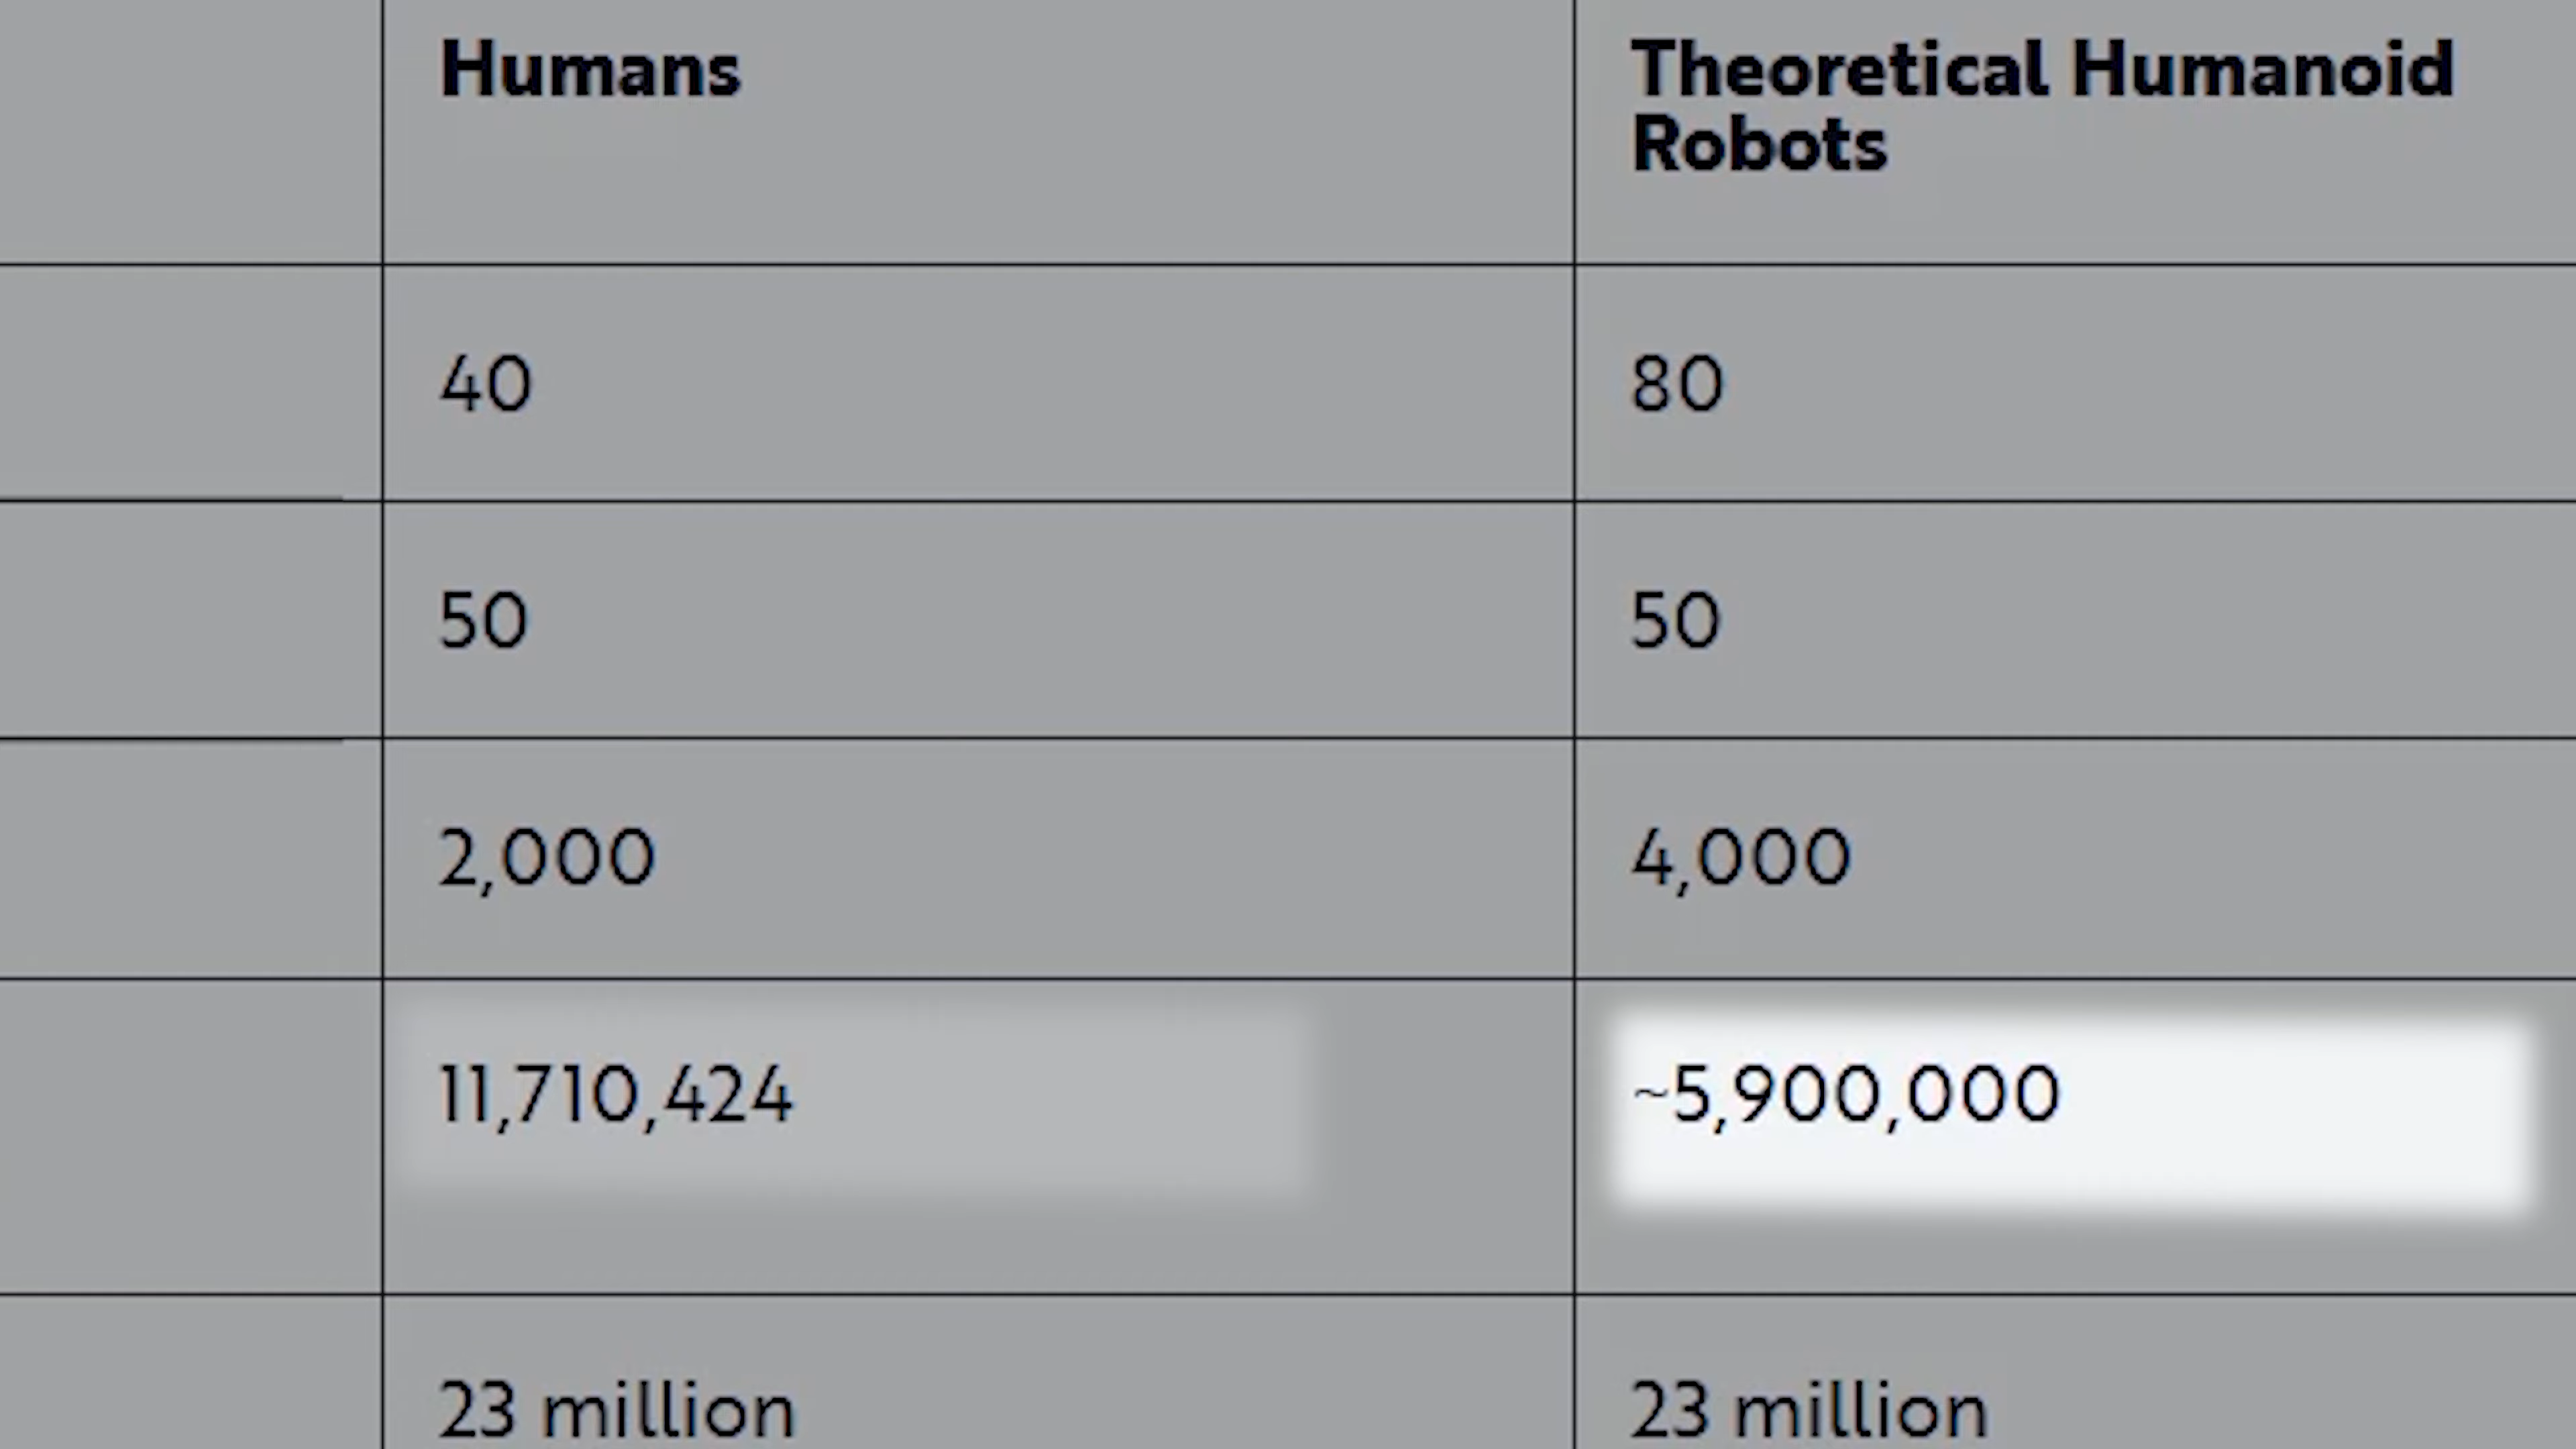 Humans
Theoretical Humanoid
Robots
40
80
50
50
2,000
4,000
11,710,424
~5,900,000
23 million
23 million